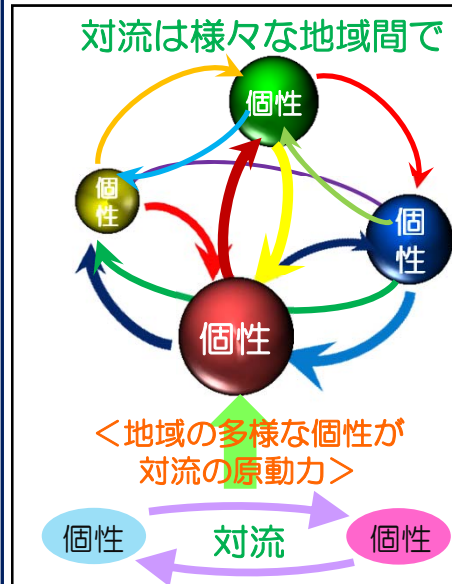 対流は様々な地域間で
個性
個
性
個
性
個性
＜地域の多様な個性が
対流の原動力＞
個性
対流
個性